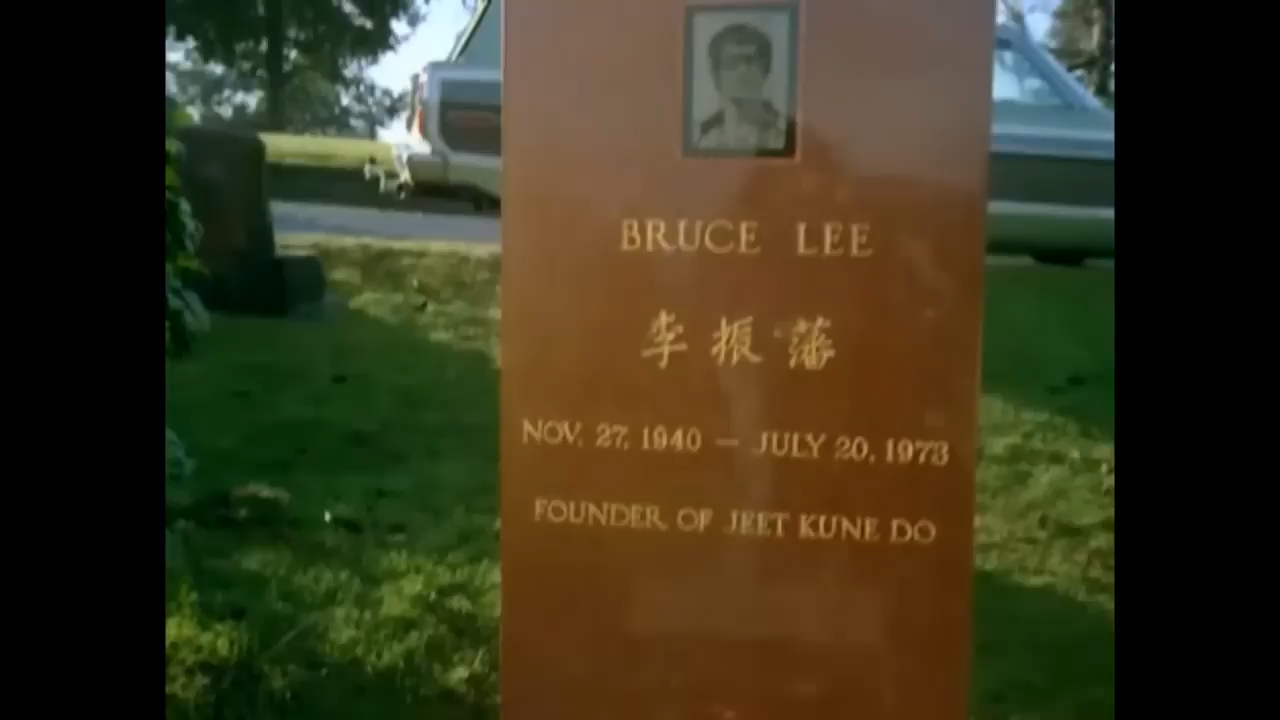 BRUCE LEE
李振藩
NOV. 27, 1940 — JULY 20, 1973
FOUNDER OF JEET KUNE DO